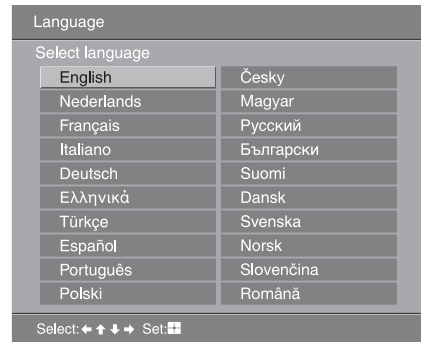 Language
Select language
English
Nederlands
Français
Italiano
Deutsch
Ελληνικά
Türkçe
Español
Português
Polski
Česky
Magyar
Русский
Български
Suomi
Dansk
Svenska
Norsk
Slovenčina
Română
Select:←↑↓→ Set: